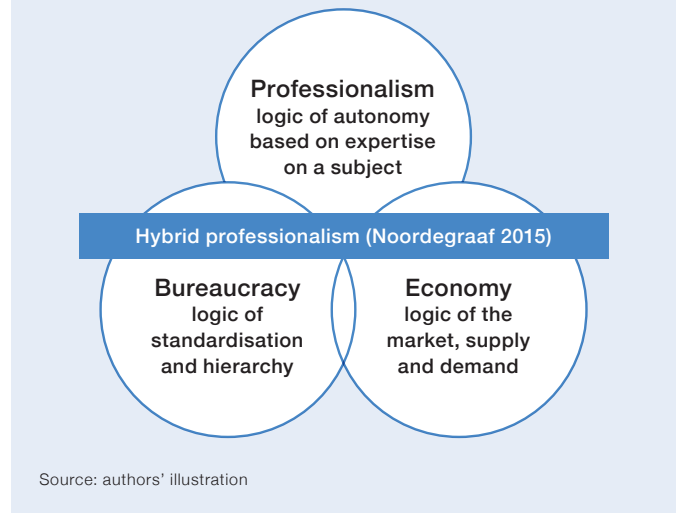 Professionalism
logic of autonomy
based on expertise
on a subject
Hybrid professionalism (Noordegraaf 2015)
Bureaucracy
logic of
standardisation
and hierarchy
Economy
logic of the
market, supply
and demand
Source: authors’ illustration